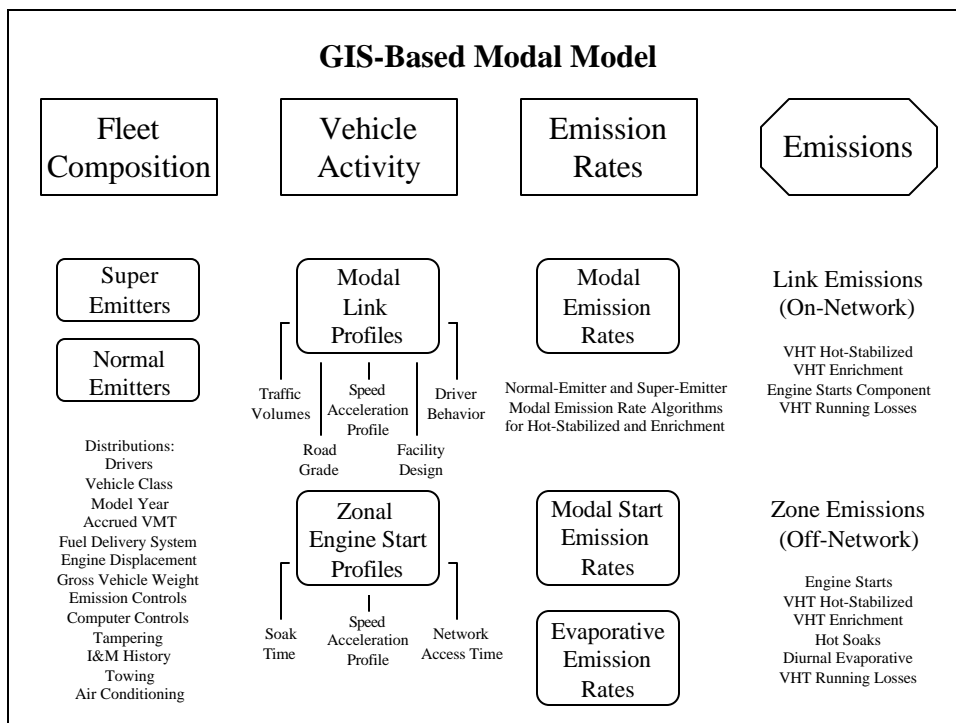 GIS-Based Modal Model
Fleet
Composition
Vehicle
Activity
Emission
Rates
Emissions
Super
Emitters
Normal
Emitters
Distributions:
Drivers
Vehicle Class
Model Year
Accrued VMT
Fuel Delivery System
Engine Displacement
Gross Vehicle Weight
Emission Controls
Computer Controls
Tampering
I&M History
Towing
Air Conditioning
Modal
Link
Profiles
Traffic
Volumes
Road
Grade
Speed
Acceleration
Profile
Facility
Design
Driver
Behavior
Zonal
Engine Start
Profiles
Soak
Time
Speed
Acceleration
Profile
Network
Access Time
Modal
Emission
Rates
Normal-Emitter and Super-Emitter
Modal Emission Rate Algorithms
for Hot-Stabilized and Enrichment
Modal Start
Emission
Rates
Evaporative
Emission
Rates
Link Emissions
(On-Network)
VHT Hot-Stabilized
VHT Enrichment
Engine Starts Component
VHT Running Losses
Zone Emissions
(Off-Network)
Engine Starts
VHT Hot-Stabilized
VHT Enrichment
Hot Soaks
Diurnal Evaporative
VHT Running Losses